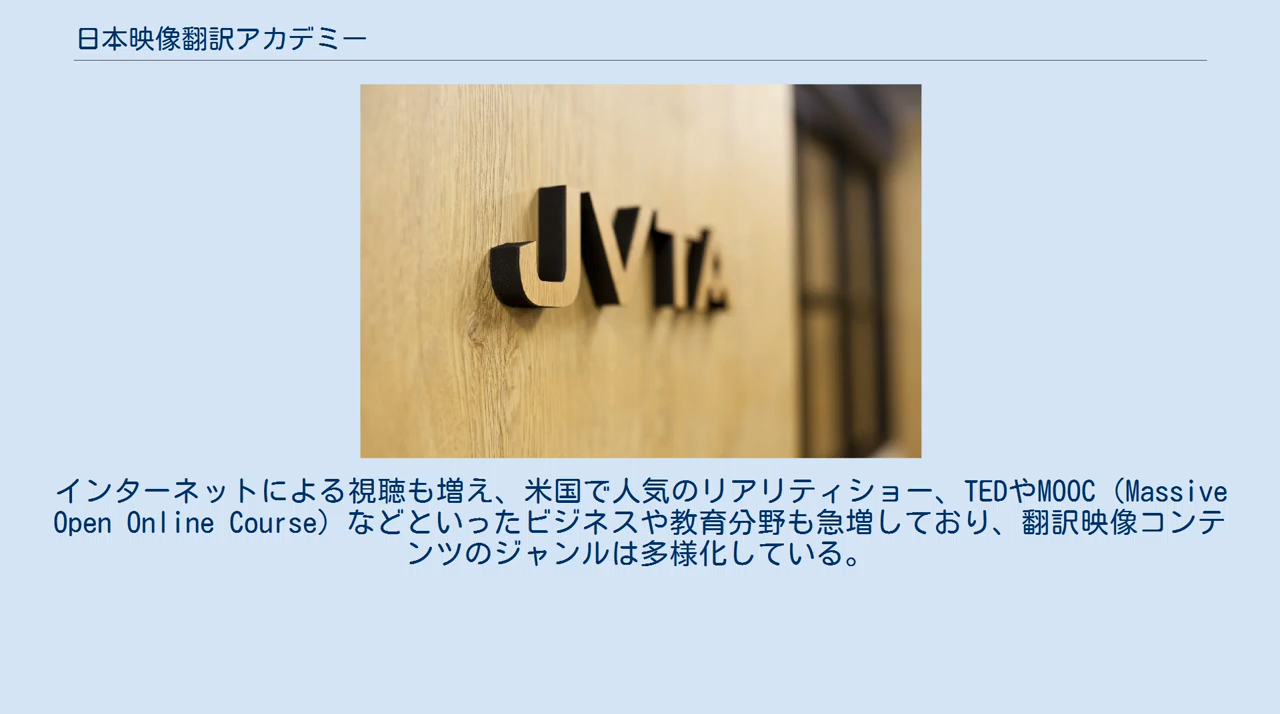 日本映像翻訳アカデミー
JVTA
インターネットによる視聴も増え、米国で人気のリアリティショー、TEDやMOOC（Massive
Open Online Course）などといったビジネスや教育分野も急増しており、翻訳映像コンテ
ンツのジャンルは多様化している。